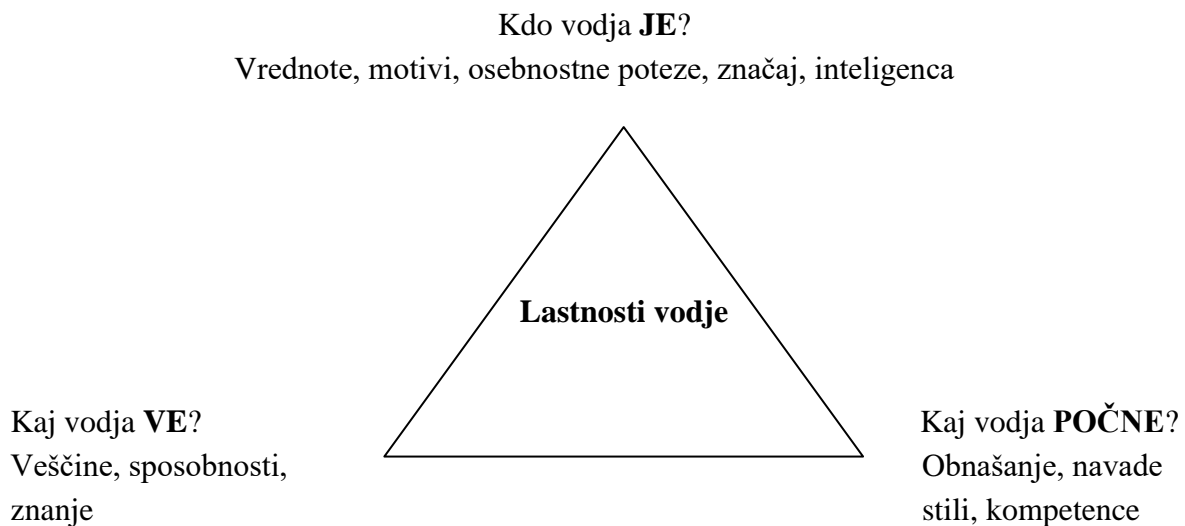 Kdo vodja JE?
Vrednote, motivi, osebnostne poteze, značaj, inteligenca
Lastnosti vodje
Kaj vodja VE?
Veščine, sposobnosti,
znanje
Kaj vodja POČNE?
Obnašanje, navade
stili, kompetence